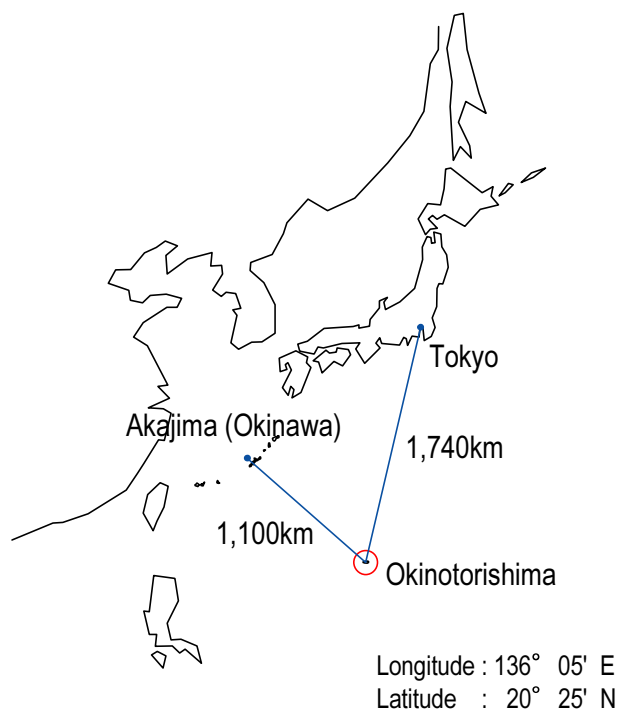 Tokyo
Akajima (Okinawa)
1,740km
1,100km
Okinotorishima
Longitude : 136° 05' E
Latitude : 20° 25' N